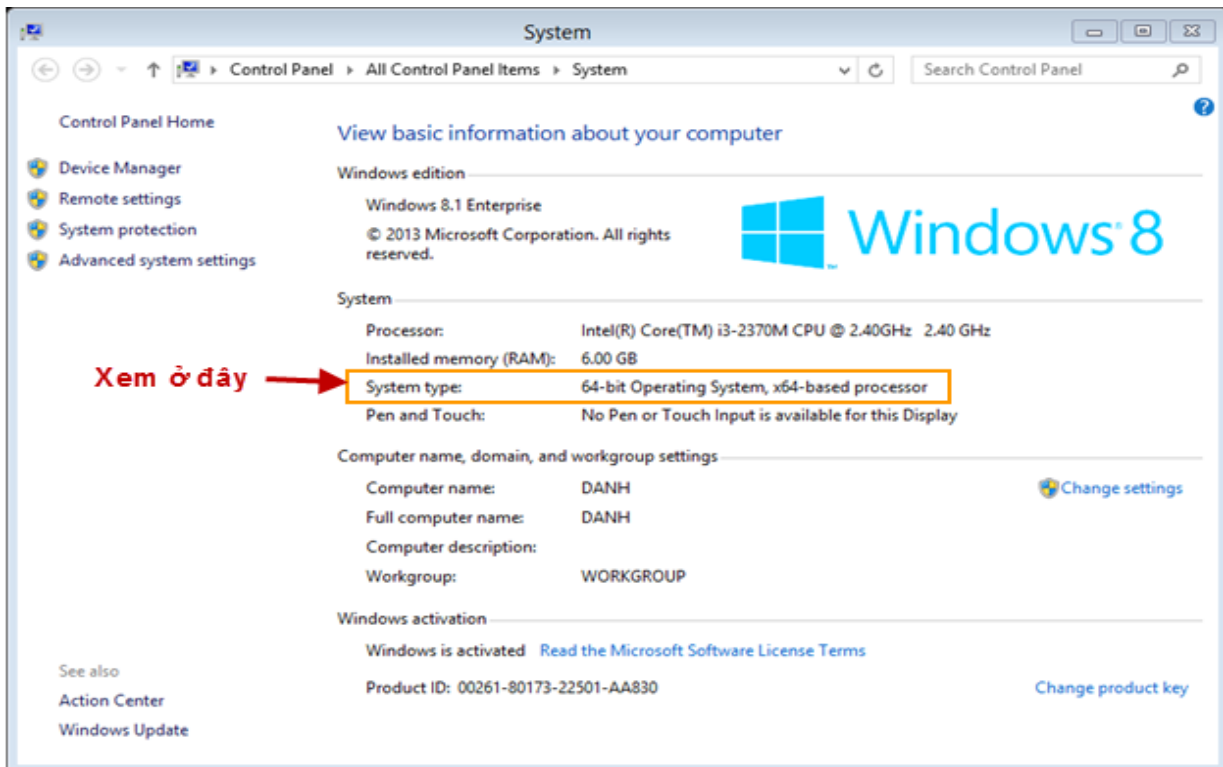 System
Control Panel ▸ All Control Panel Items ▸ System
Search Control Panel
Control Panel Home
Device Manager
Remote settings
System protection
Advanced system settings
View basic information about your computer
Windows edition
Windows 8.1 Enterprise
© 2013 Microsoft Corporation. All rights
reserved.
Windows 8
System
Processor: Intel(R) Core(TM) i3-2370M CPU @ 2.40GHz 2.40 GHz
Installed memory (RAM): 6.00 GB
Xem ở đây
System type: 64-bit Operating System, x64-based processor
Pen and Touch: No Pen or Touch Input is available for this Display
Computer name, domain, and workgroup settings
Computer name: DANH
Change settings
Full computer name: DANH
Computer description:
Workgroup: WORKGROUP
Windows activation
Windows is activated Read the Microsoft Software License Terms
Product ID: 00261-80173-22501-AA830
Change product key
See also
Action Center
Windows Update